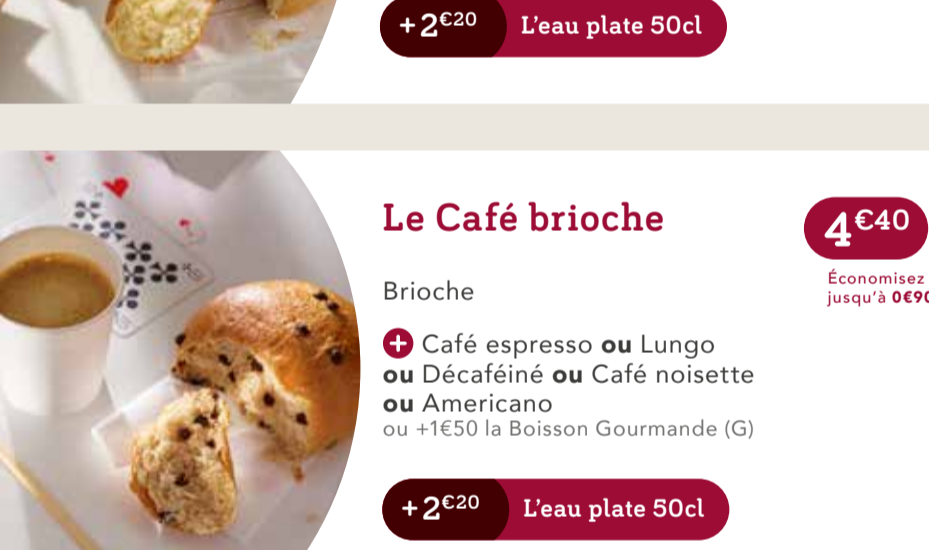 +2€20 L'eau plate 50cl
Le Café brioche
4€40
Économisez
jusqu'à 0€90
Brioche
+ Café espresso ou Lungo
ou Décaféiné ou Café noisette
ou Americano
ou +1€50 la Boisson Gourmande (G)
+2€20 L'eau plate 50cl